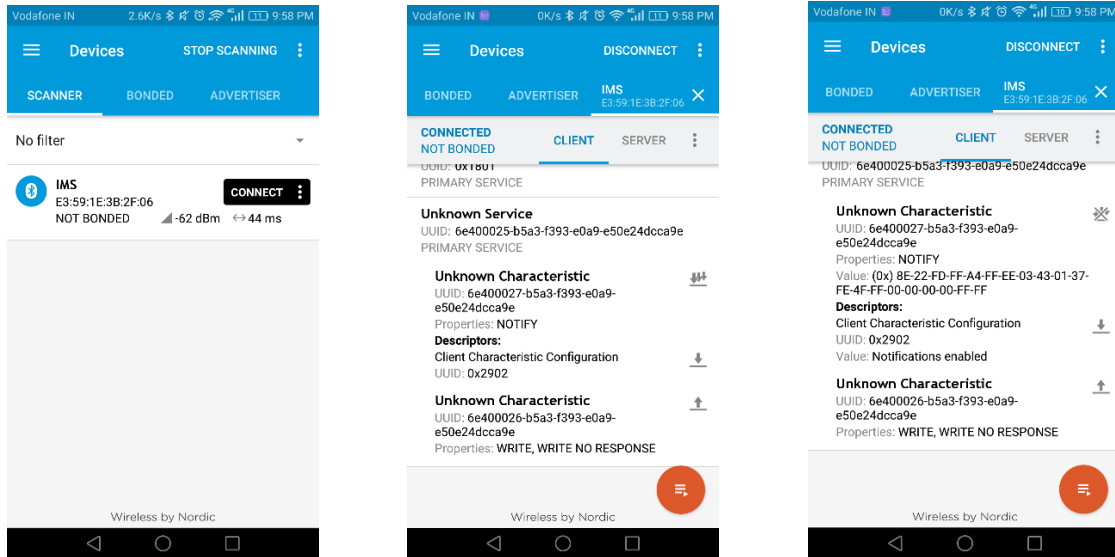 Vodafone IN 2.6K/s 4G 11 9:58 PM
Devices STOP SCANNING
SCANNER BONDED ADVERTISER
No filter
IMS
E3:59:1E:3B:2F:06
CONNECT
NOT BONDED -62 dBm 44 ms
Wireless by Nordic
Vodafone IN 0K/s 4G 11 9:58 PM
Devices DISCONNECT
BONDED ADVERTISER IMS
E3:59:1E:3B:2F:06
CONNECTED
NOT BONDED
CLIENT SERVER
UUID: 0x1801
PRIMARY SERVICE
Unknown Service
UUID: 6e400025-b5a3-f393-e0a9-e50e24dcca9e
PRIMARY SERVICE
Unknown Characteristic
UUID: 6e400027-b5a3-f393-e0a9-
e50e24dcca9e
Properties: NOTIFY
Descriptors:
Client Characteristic Configuration
UUID: 0x2902
Unknown Characteristic
UUID: 6e400026-b5a3-f393-e0a9-
e50e24dcca9e
Properties: WRITE, WRITE NO RESPONSE
Wireless by Nordic
Vodafone IN 0K/s 4G 10 9:58 PM
Devices DISCONNECT
BONDED ADVERTISER IMS
E3:59:1E:3B:2F:06
CONNECTED
NOT BONDED
CLIENT SERVER
UUID: 6e400025-b5a3-f393-e0a9-e50e24dcca9e
PRIMARY SERVICE
Unknown Characteristic
UUID: 6e400027-b5a3-f393-e0a9-
e50e24dcca9e
Properties: NOTIFY
Value: (0x) 8E-22-FD-FF-A4-FF-EE-03-43-01-37-
FE-4F-FF-00-00-00-00-FF-FF
Descriptors:
Client Characteristic Configuration
UUID: 0x2902
Value: Notifications enabled
Unknown Characteristic
UUID: 6e400026-b5a3-f393-e0a9-
e50e24dcca9e
Properties: WRITE, WRITE NO RESPONSE
Wireless by Nordic